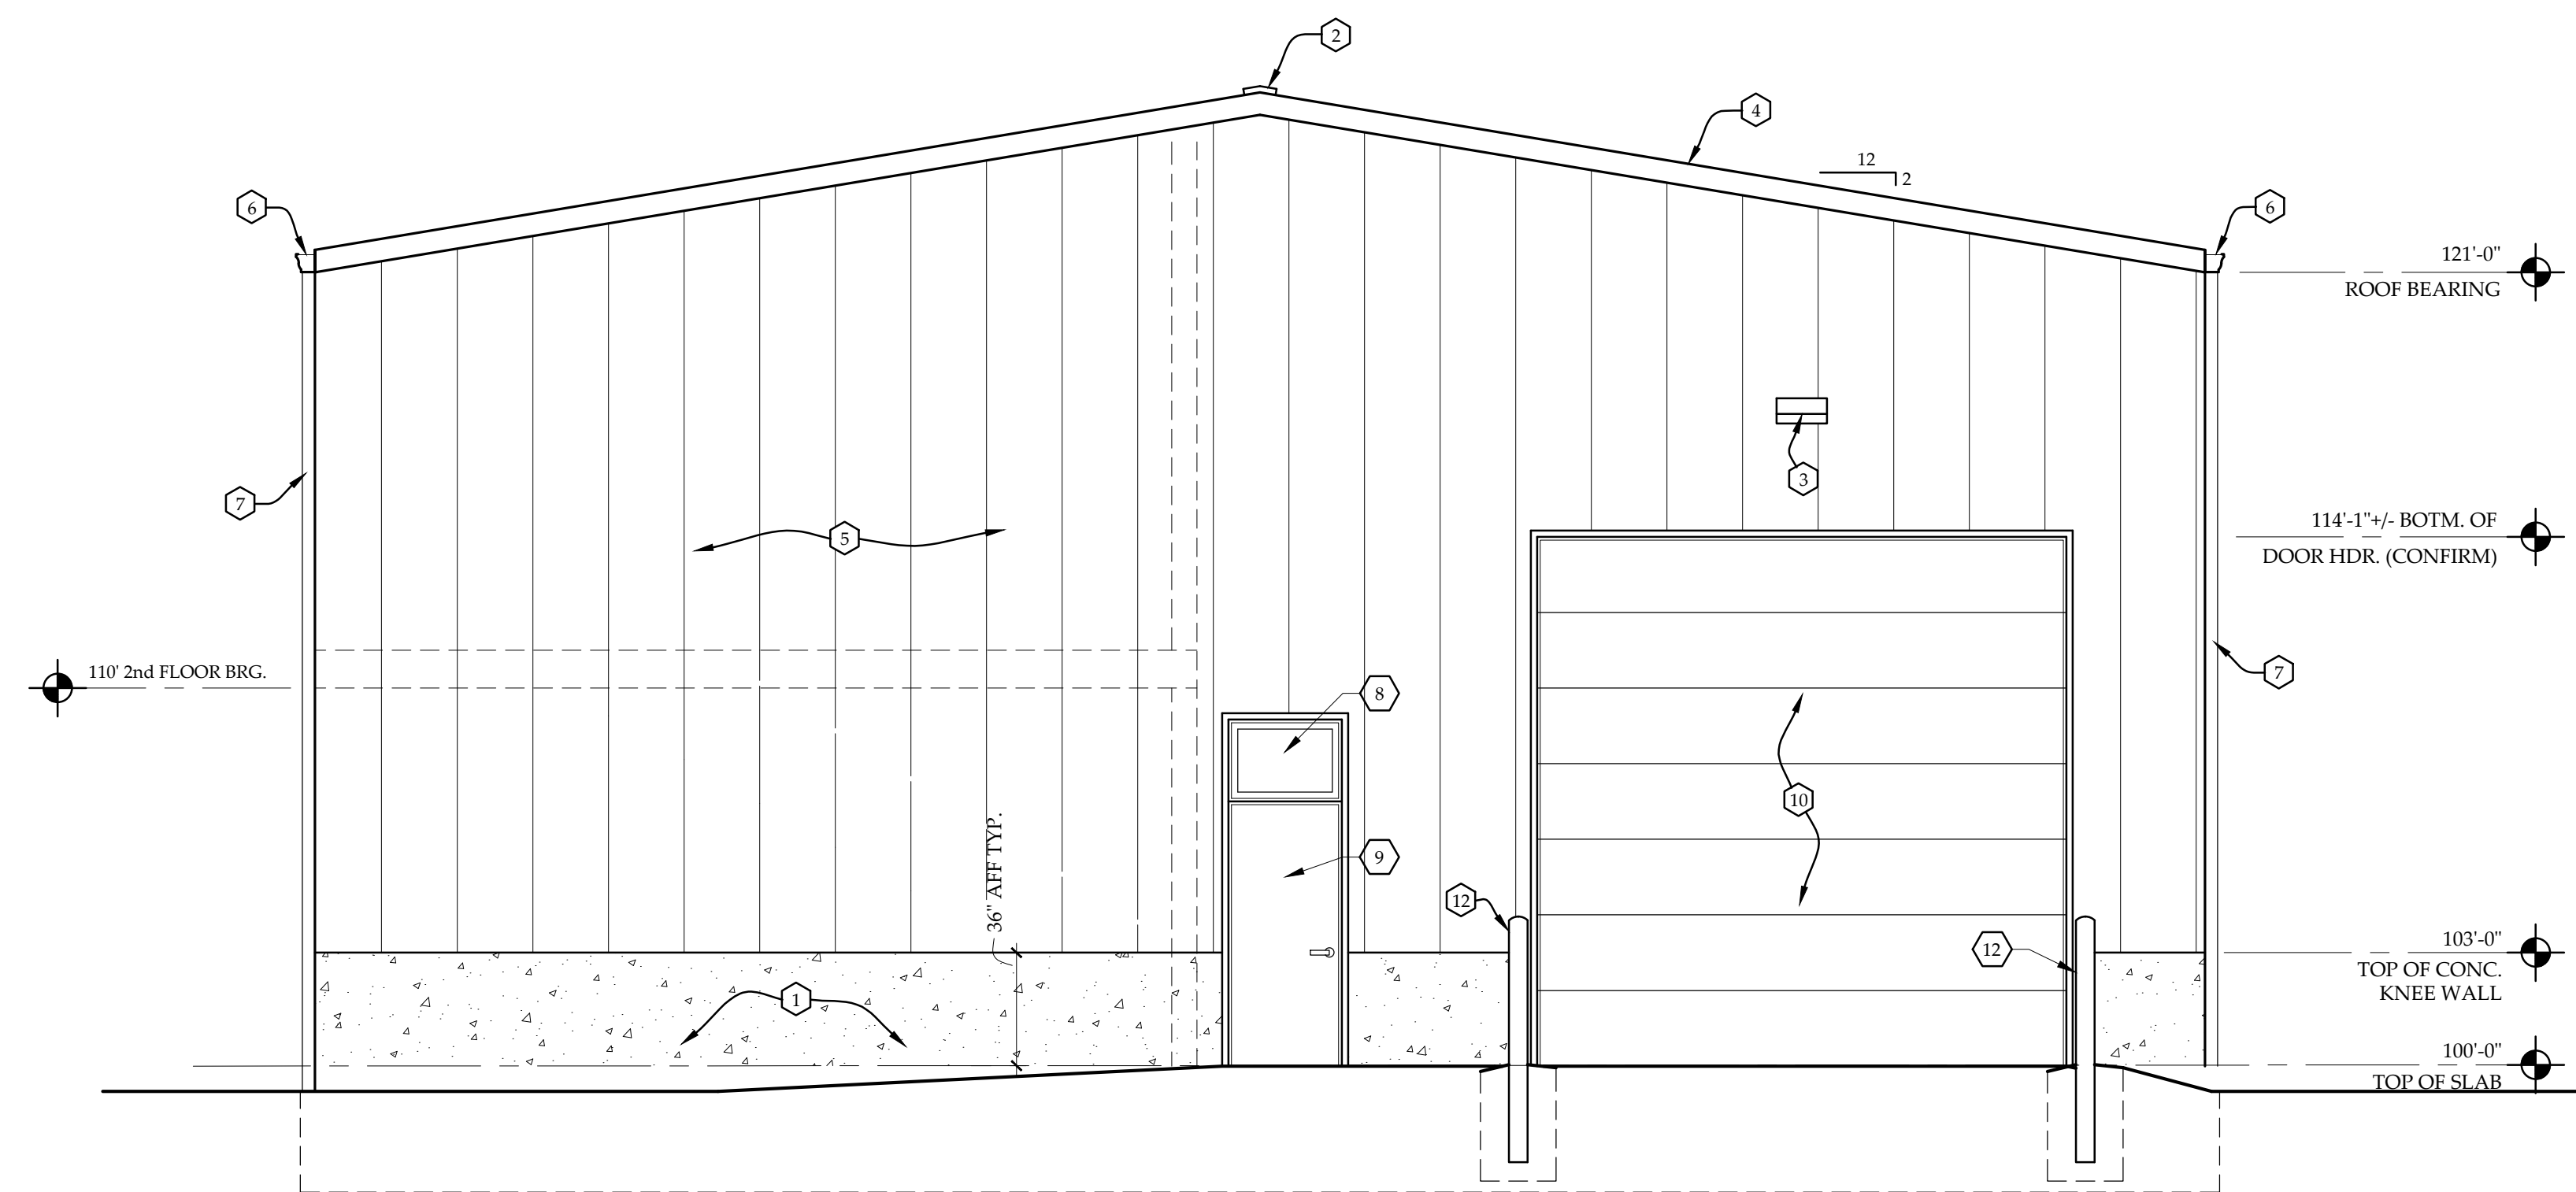 2
4
12
2
6
6
121'-0"
ROOF BEARING
3
7
5
114'-1"+/- BOTM. OF
DOOR HDR. (CONFIRM)
110' 2nd FLOOR BRG.
8
7
10
9
36" AFF TYP.
12
12
103'-0"
TOP OF CONC.
KNEE WALL
1
100'-0"
TOP OF SLAB